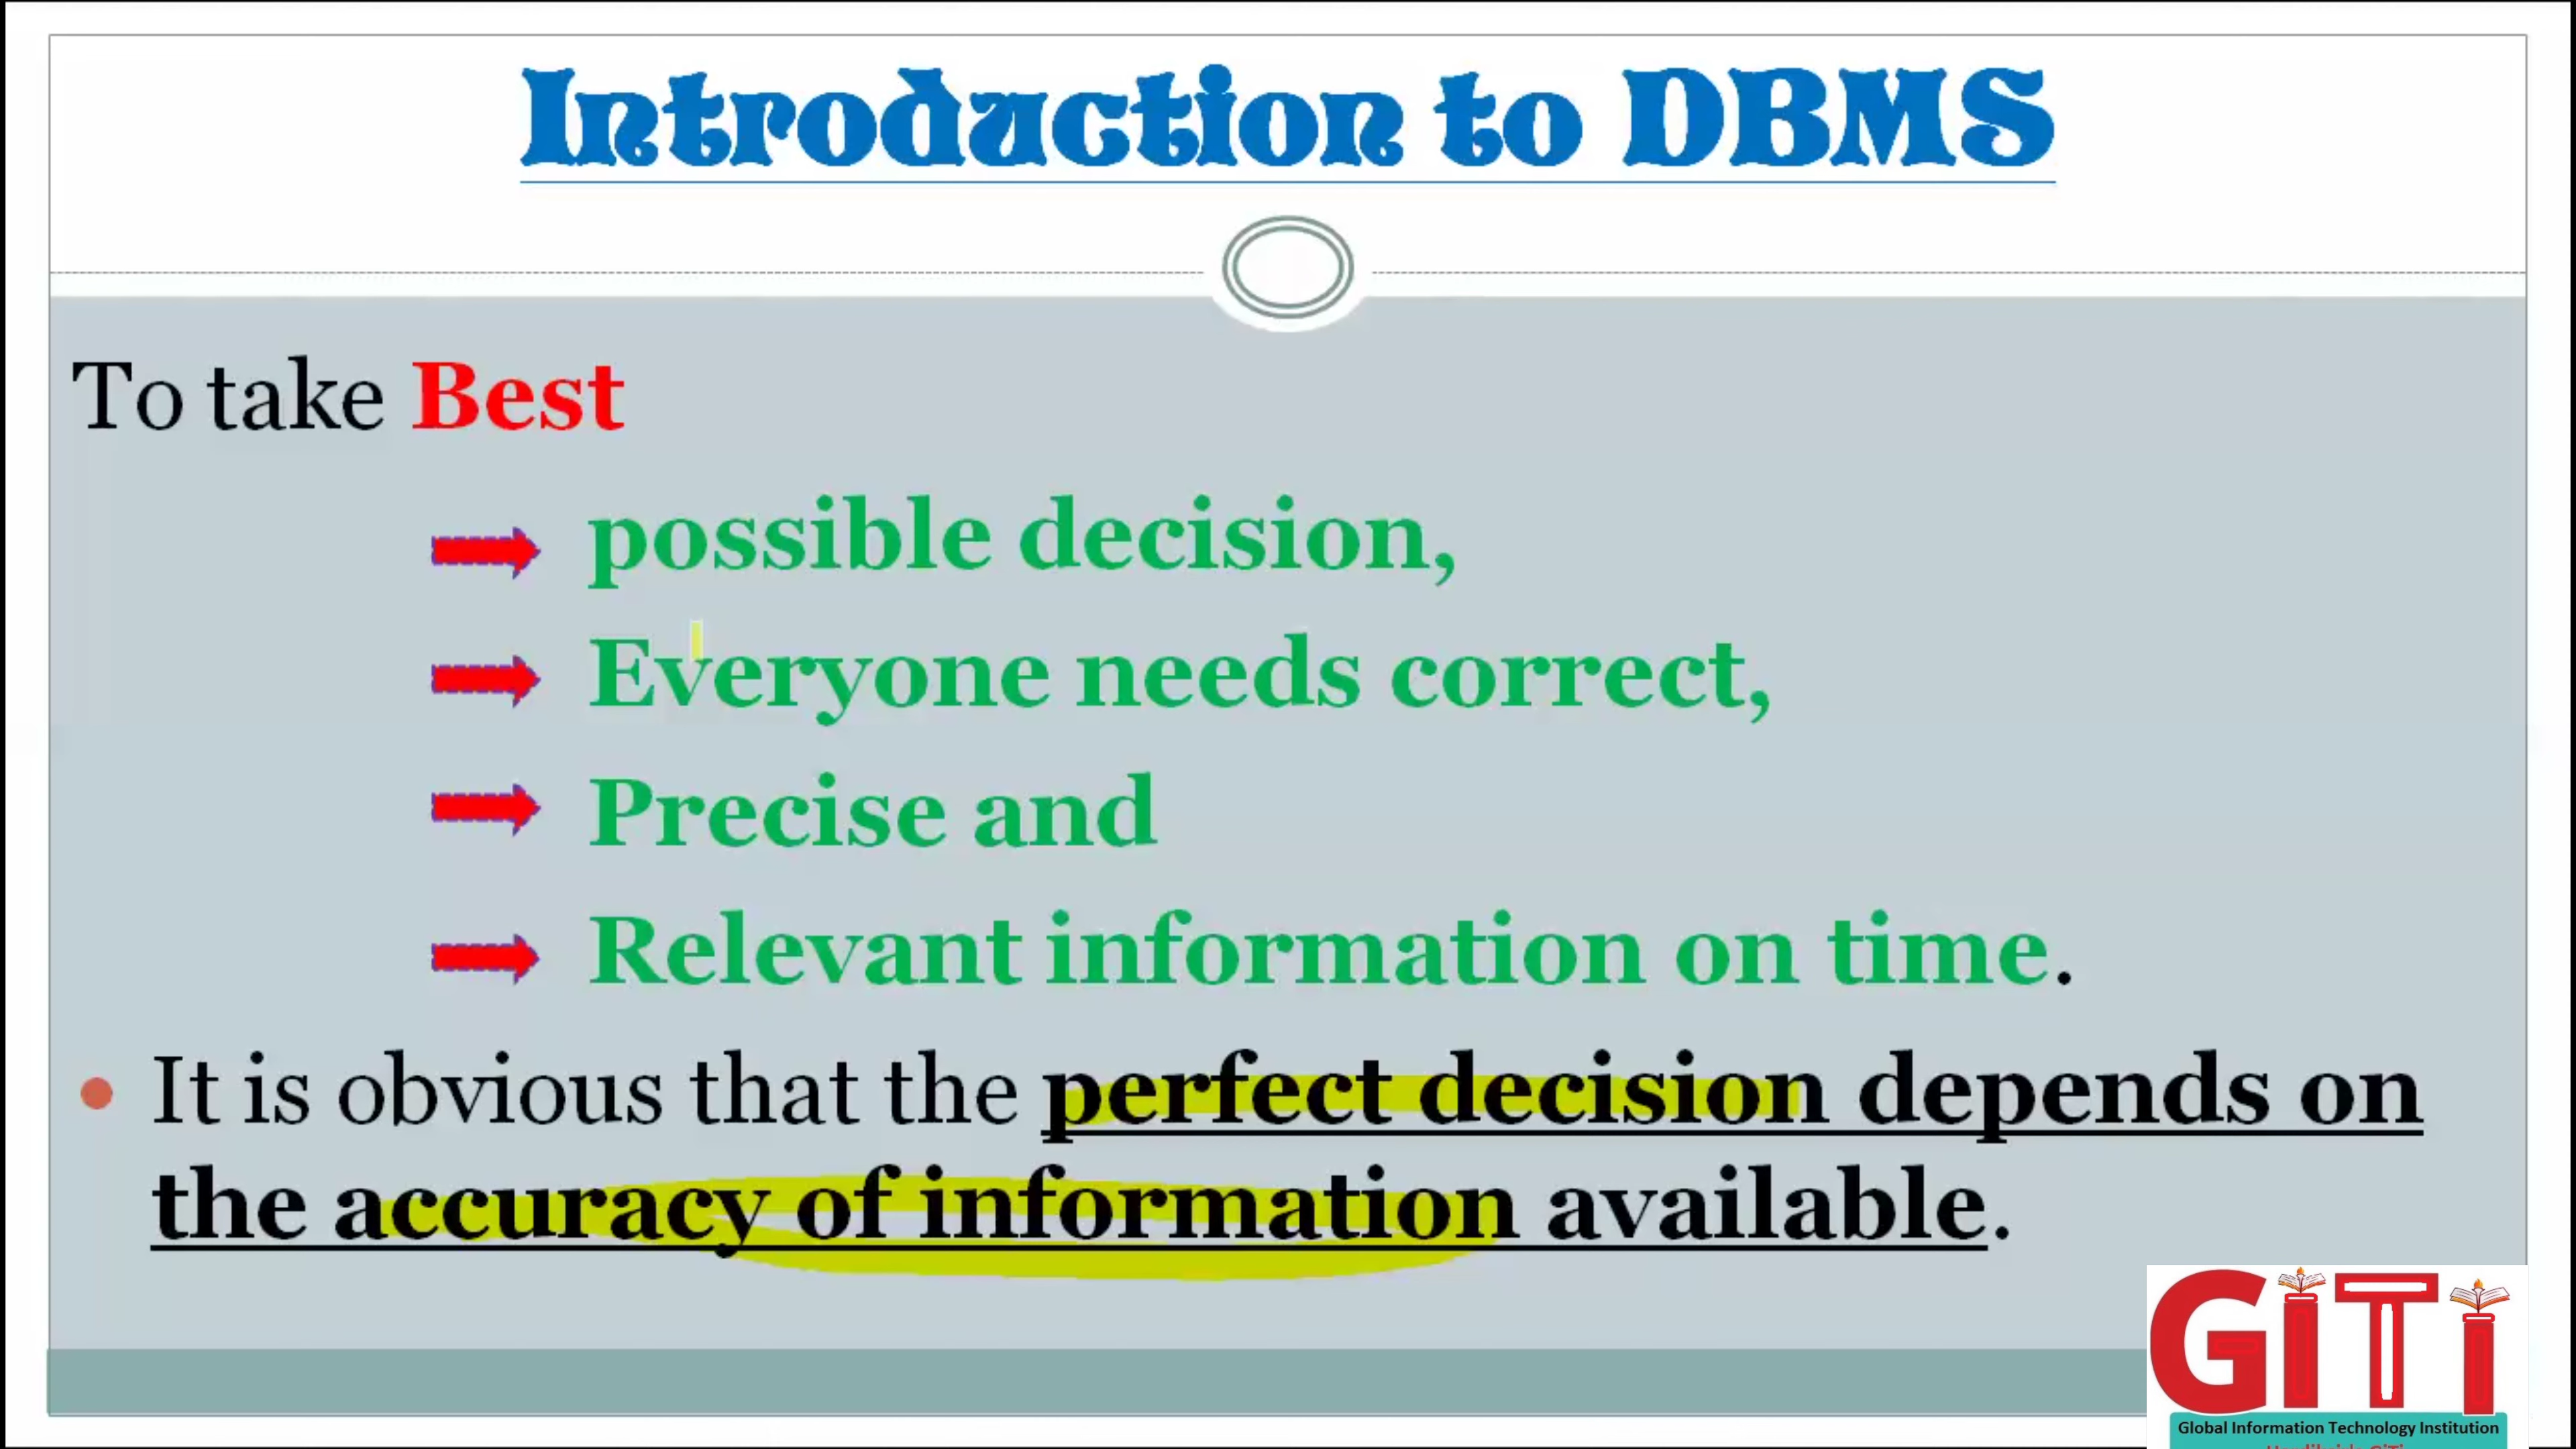 Introduction to DBMS
To take Best
possible decision,
Everyone needs correct,
Precise and
Relevant information on time.
It is obvious that the perfect decision depends on
the accuracy of information available.
GiTi
Global Information Technology Institution